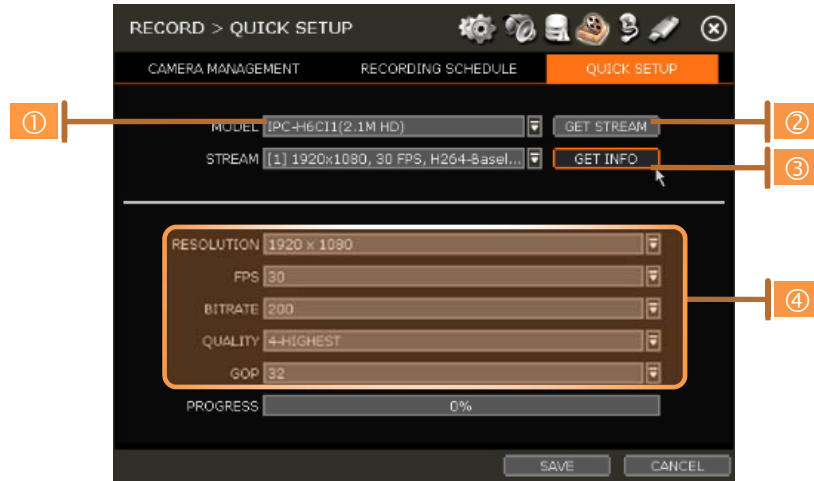 RECORD > QUICK SETUP
CAMERA MANAGEMENT RECORDING SCHEDULE QUICK SETUP
① MODEL IPC-H6CI1(2.1M HD) GET STREAM ②
STREAM [1] 1920x1080, 30 FPS, H264-Basel... GET INFO ③
RESOLUTION 1920 x 1080
FPS 30
BITRATE 200 ④
QUALITY 4-HIGHEST
GOP 32
PROGRESS 0%
SAVE CANCEL